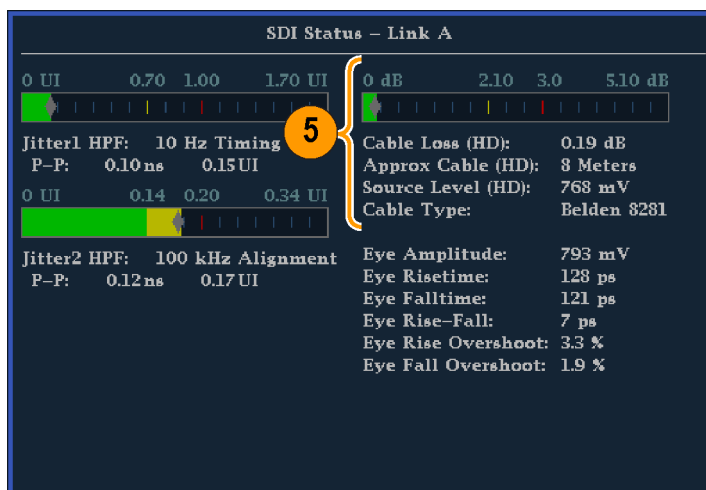 SDI Status – Link A
0 UI 0.70 1.00 1.70 UI
Jitter1 HPF: 10 Hz Timing
P–P: 0.10 ns 0.15 UI
0 UI 0.14 0.20 0.34 UI
Jitter2 HPF: 100 kHz Alignment
P–P: 0.12 ns 0.17 UI
5
0 dB 2.10 3.0 5.10 dB
Cable Loss (HD): 0.19 dB
Approx Cable (HD): 8 Meters
Source Level (HD): 768 mV
Cable Type: Belden 8281
Eye Amplitude: 793 mV
Eye Risetime: 128 ps
Eye Falltime: 121 ps
Eye Rise–Fall: 7 ps
Eye Rise Overshoot: 3.3 %
Eye Fall Overshoot: 1.9 %